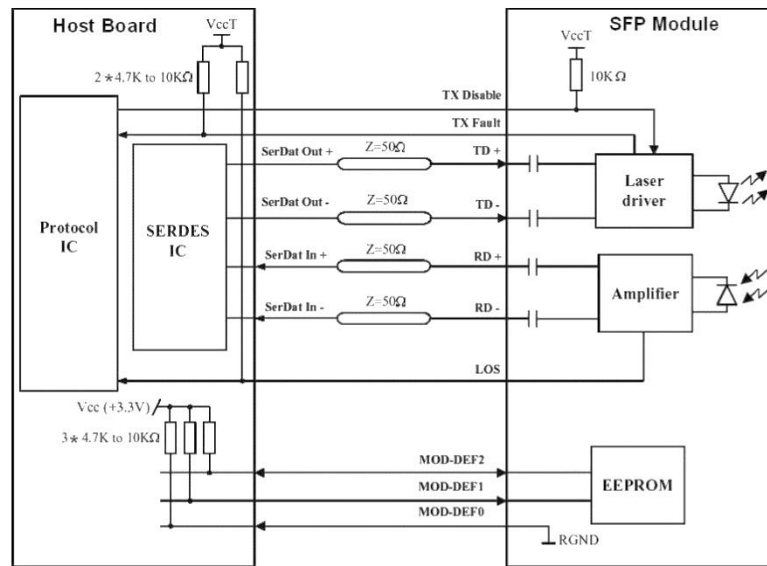 Host Board
SFP Module
VccT
VccT
2*4.7K to 10KΩ
10KΩ
TX Disable
TX Fault
SerDat Out +
Z=50Ω
TD +
SerDat Out -
Z=50Ω
TD -
Laser
driver
Protocol
IC
SERDES
IC
SerDat In +
Z=50Ω
RD +
SerDat In -
Z=50Ω
RD -
Amplifier
LOS
Vcc (+3.3V)
3*4.7K to 10KΩ
MOD-DEF2
MOD-DEF1
MOD-DEF0
EEPROM
RGND